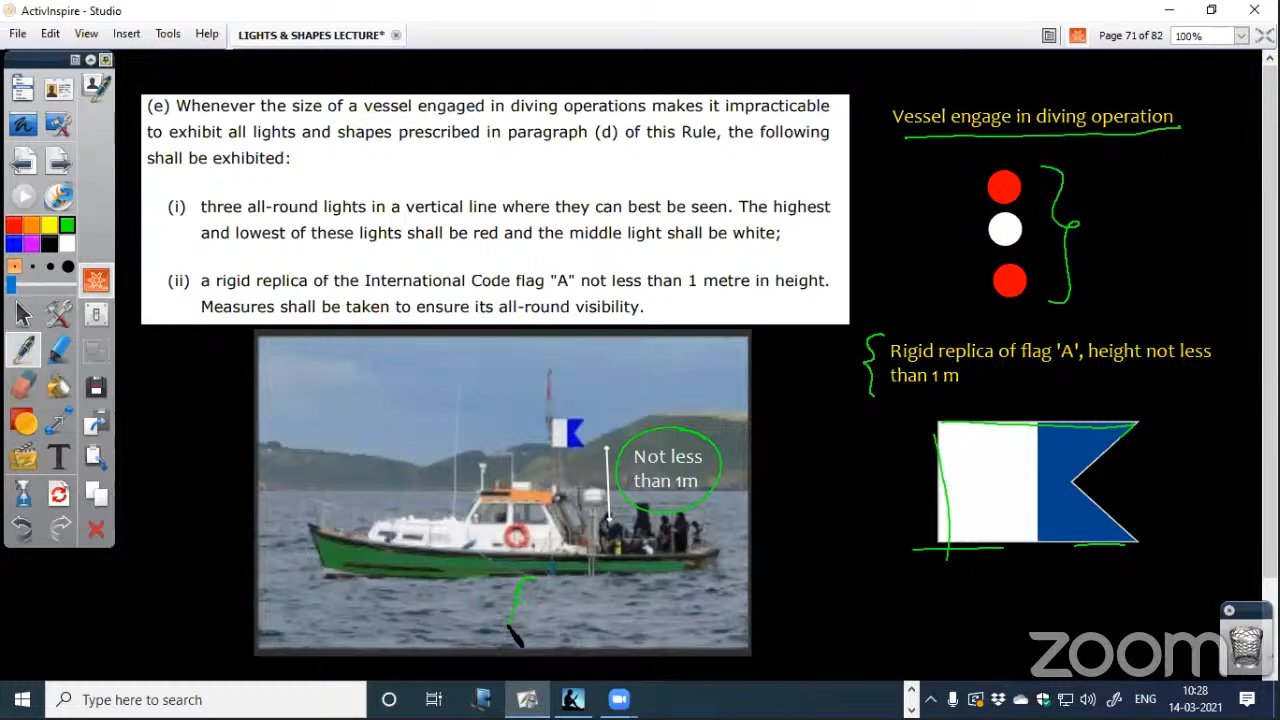 ActivInspire - Studio
File Edit View Insert Tools Help
LIGHTS & SHAPES LECTURE*
Page 71 of 82
100%
(e) Whenever the size of a vessel engaged in diving operations makes it impracticable
to exhibit all lights and shapes prescribed in paragraph (d) of this Rule, the following
shall be exhibited:
(i) three all-round lights in a vertical line where they can best be seen. The highest
and lowest of these lights shall be red and the middle light shall be white;
(ii) a rigid replica of the International Code flag "A" not less than 1 metre in height.
Measures shall be taken to ensure its all-round visibility.
Vessel engage in diving operation
Rigid replica of flag 'A', height not less
than 1 m
Not less
than 1m
zoom
Type here to search
ENG
10:28
14-03-2021